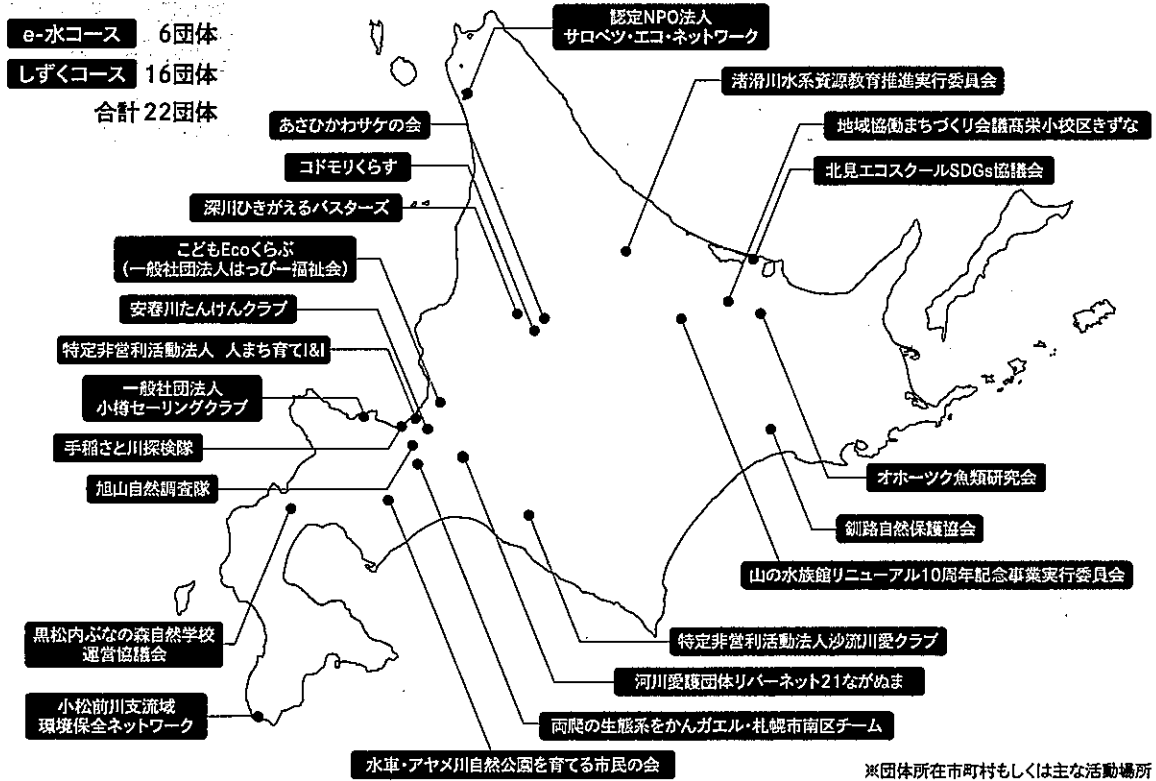 e-水コース 6団体
しずくコース 16団体
合計22団体
認定NPO法人
サロベツ・エコ・ネットワーク
渚滑川水系資源教育推進実行委員会
あさひかわサケの会
地域協働まちづくり会議髙栄小校区きずな
コドモリくらす
北見エコスクールSDGs協議会
深川ひきがえるバスターズ
こどもEcoくらぶ
(一般社団法人はっぴー福祉会)
安春川たんけんクラブ
特定非営利活動法人 人まち育てI&I
一般社団法人
小樽セーリングクラブ
手稲さと川探検隊
旭山自然調査隊
オホーツク魚類研究会
釧路自然保護協会
山の水族館リニューアル10周年記念事業実行委員会
黒松内ぶなの森自然学校
運営協議会
特定非営利活動法人沙流川愛クラブ
河川愛護団体リバーネット21ながぬま
小松前川支流域
環境保全ネットワーク
両爬の生態系をかんガエル・札幌市南区チーム
水車・アヤメ川自然公園を育てる市民の会
※団体所在市町村もしくは主な活動場所